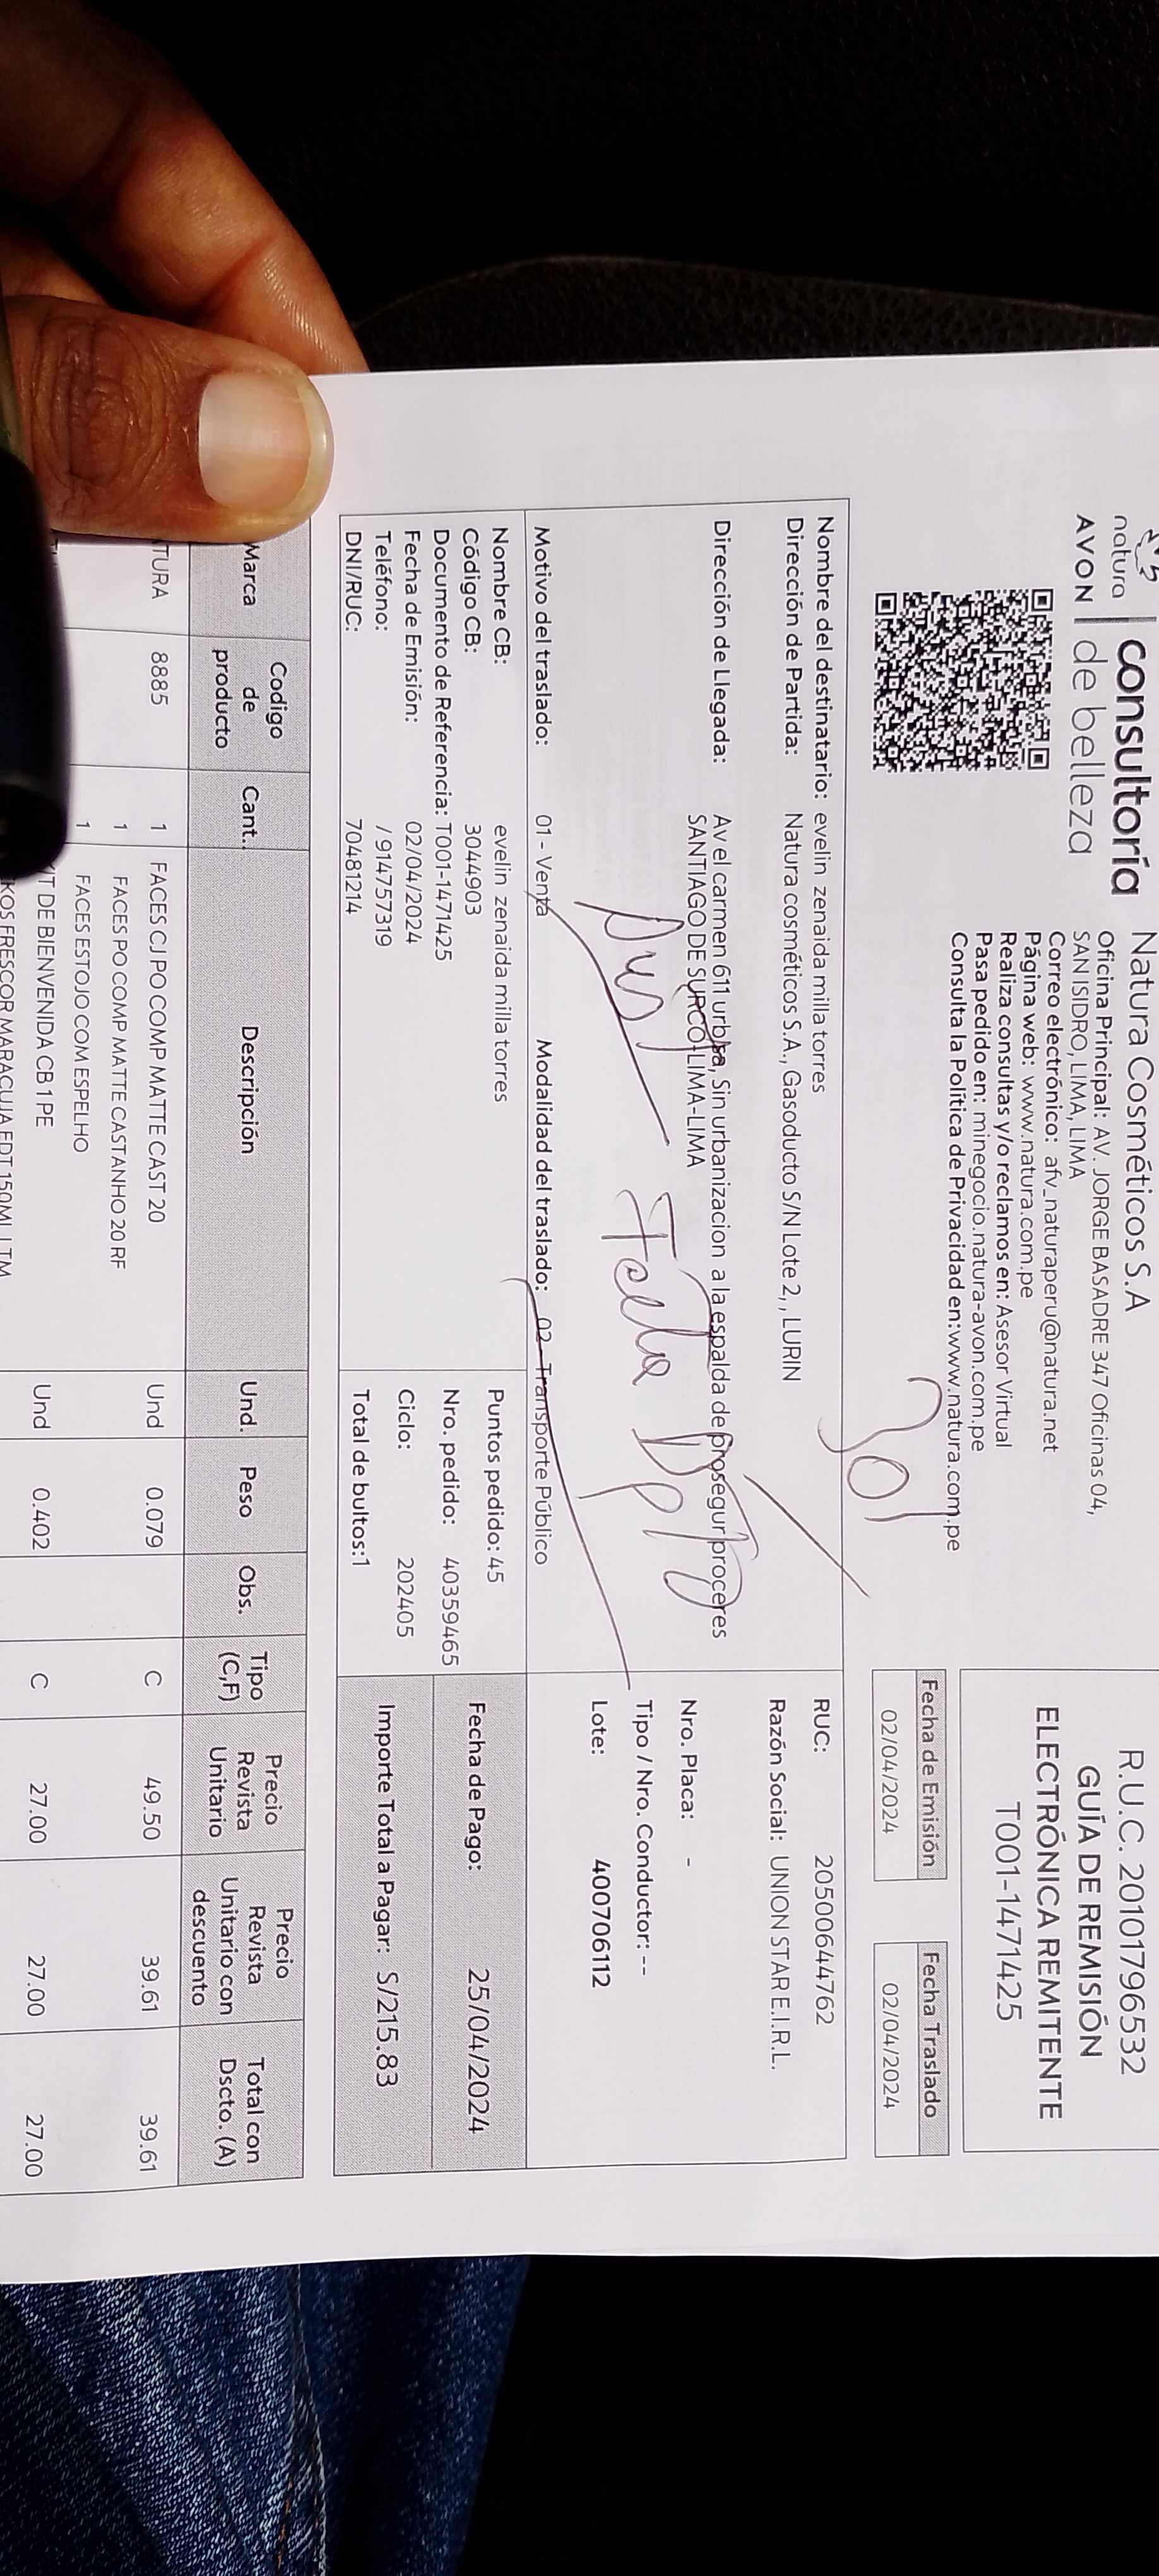 natura
AVON
consultoría
de belleza
Natura Cosméticos S.A
Oficina Principal: AV. JORGE BASADRE 347 Oficinas 04,
SAN ISIDRO, LIMA, LIMA
Correo electrónico: afv_naturaperu@natura.net
Página web: www.natura.com.pe
Realiza consultas y/o reclamos en: Asesor Virtual
Pasa pedido en: minegocio.natura-avon.com.pe
Consulta la Política de Privacidad en:www.natura.com.pe
R.U.C. 20101796532
GUÍA DE REMISIÓN
ELECTRÓNICA REMITENTE
T001-1471425
Fecha de Emisión Fecha Traslado
02/04/2024 02/04/2024
301
Nombre del destinatario: evelin zenaida milla torres
Dirección de Partida: Natura cosméticos S.A., Gasoducto S/N Lote 2, , LURIN
Dirección de Llegada: Av el carmen 611 urb Sin urbanizacion a la espalda de prosegur proceres
SANTIAGO DE SURCO-LIMA-LIMA
RUC: 20500644762
Razón Social: UNION STAR E.I.R.L.
Nro. Placa: -
Tipo / Nro. Conductor: --
Lote: 400706112
Dp
Motivo del traslado: 01 - Venta Modalidad del traslado: 02 - Transporte Público
Nombre CB: evelin zenaida milla torres
Código CB: 3044903
Documento de Referencia: T001-1471425
Fecha de Emisión: 02/04/2024
Teléfono: / 914757319
DNI/RUC: 70481214
Puntos pedido: 45
Nro. pedido: 40359465
Ciclo: 202405
Total de bultos:1
Fecha de Pago: 25/04/2024
Importe Total a Pagar: S/215.83
Marca Codigo de producto Cant.. Descripción Und. Peso Obs. Tipo (C,F) Precio Revista Unitario Precio Revista Unitario con descuento Total con Dscto. (A)
TURA 8885 1 FACES CJ PO COMP MATTE CAST 20 Und 0.079 C 49.50 39.61 39.61
1 FACES PO COMP MATTE CASTANHO 20 RF
1 FACES ESTOJO COM ESPELHO
IT DE BIENVENIDA CB 1 PE Und 0.402 C 27.00 27.00 27.00
KOS FRESCOR MARACUJA EDT 150ML LTM